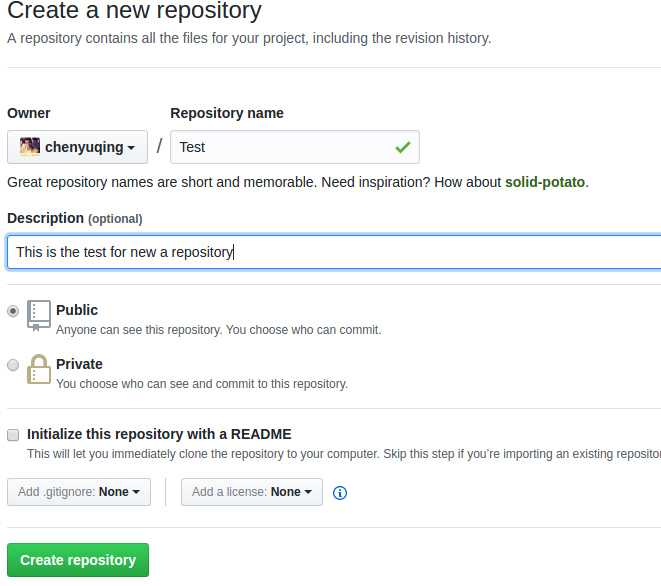 Create a new repository
A repository contains all the files for your project, including the revision history.
Owner
Repository name
chenyuqing / Test
Great repository names are short and memorable. Need inspiration? How about solid-potato.
Description (optional)
This is the test for new a repository
Public
Anyone can see this repository. You choose who can commit.
Private
You choose who can see and commit to this repository.
Initialize this repository with a README
This will let you immediately clone the repository to your computer. Skip this step if you’re importing an existing
Add .gitignore: None
Add a license: None
Create repository